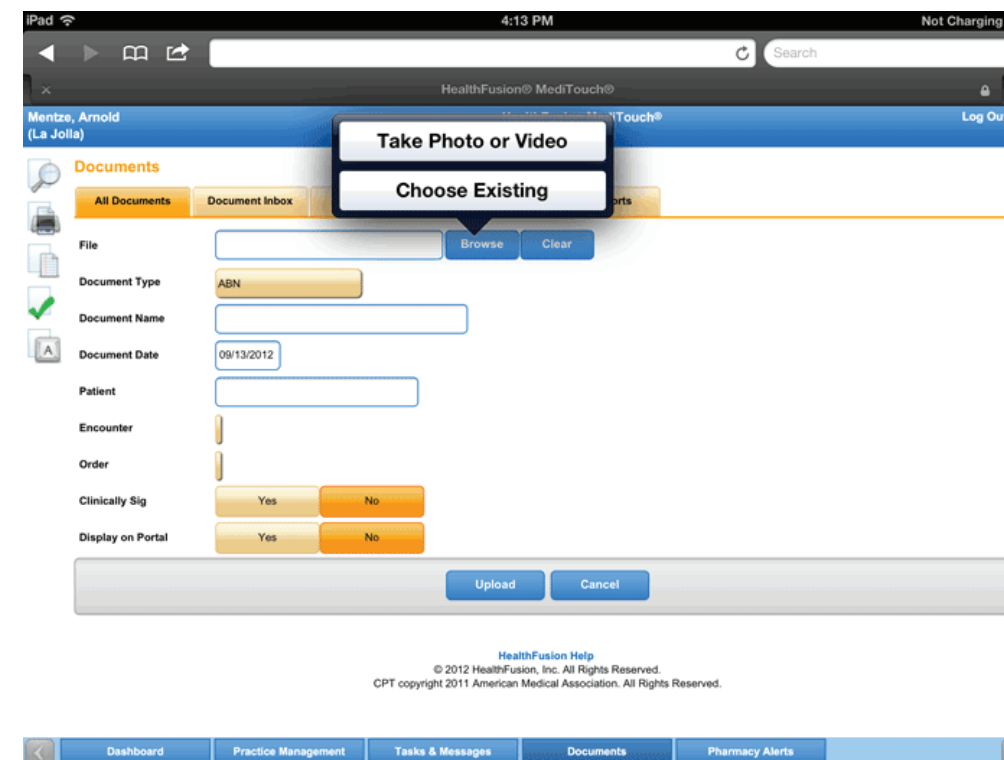 iPad 4:13 PM Not Charging
Search
HealthFusion® MediTouch®
Mentze, Arnold
(La Jolla)
Touch® Log Ou
Take Photo or Video
Choose Existing
Documents
All Documents Document Inbox
File Browse Clear
Document Type ABN
Document Name
Document Date 09/13/2012
Patient
Encounter
Order
Clinically Sig Yes No
Display on Portal Yes No
Upload Cancel
HealthFusion Help
© 2012 HealthFusion, Inc. All Rights Reserved.
CPT copyright 2011 American Medical Association. All Rights Reserved.
Dashboard Practice Management Tasks & Messages Documents Pharmacy Alerts